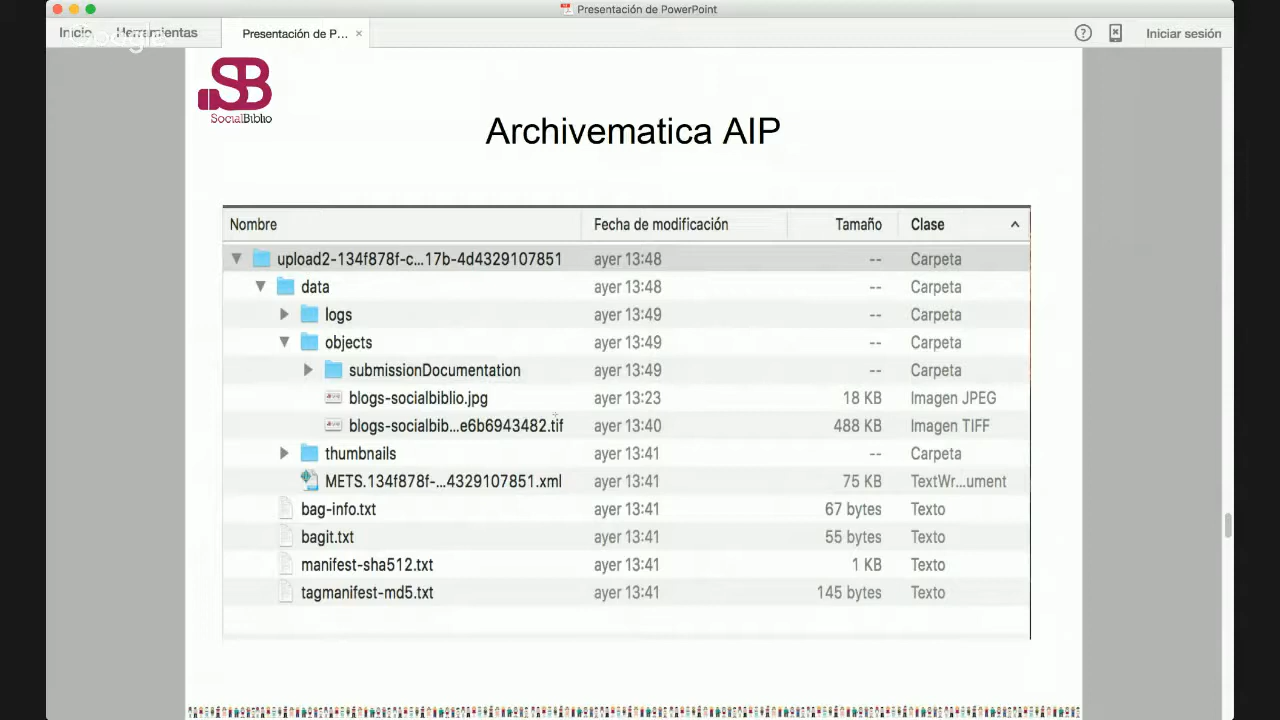 Presentación de PowerPoint
Inicio Herramientas Presentación de P... × Iniciar sesión
Google
SB
SocialBiblio
Archivematica AIP
Nombre Fecha de modificación Tamaño Clase
upload2-134f878f-c...17b-4d4329107851 ayer 13:48 -- Carpeta
data ayer 13:48 -- Carpeta
logs ayer 13:49 -- Carpeta
objects ayer 13:49 -- Carpeta
submissionDocumentation ayer 13:49 -- Carpeta
blogs-socialbiblio.jpg ayer 13:23 18 KB Imagen JPEG
blogs-socialbib...e6b6943482.tif ayer 13:40 488 KB Imagen TIFF
thumbnails ayer 13:41 -- Carpeta
METS.134f878f-...4329107851.xml ayer 13:41 75 KB TextWr...ument
bag-info.txt ayer 13:41 67 bytes Texto
bagit.txt ayer 13:41 55 bytes Texto
manifest-sha512.txt ayer 13:41 1 KB Texto
tagmanifest-md5.txt ayer 13:41 145 bytes Texto